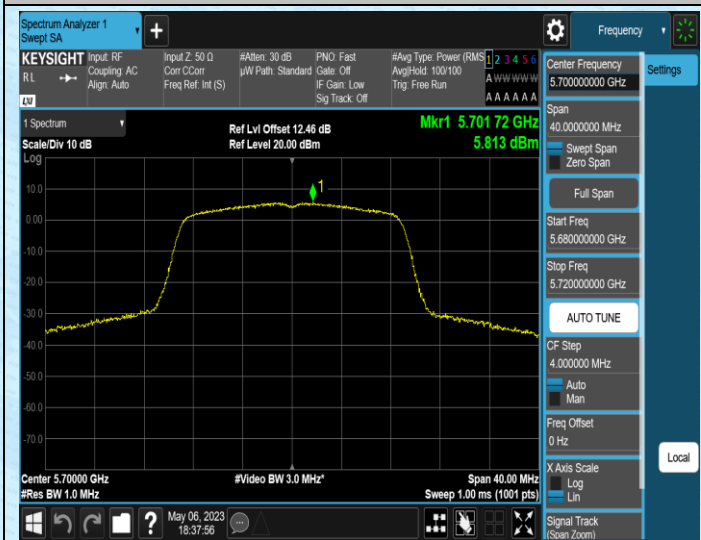 Spectrum Analyzer 1
Swept SA
+
Frequency
KEYSIGHT
RL
LXI
Input: RF
Coupling: AC
Align: Auto
Input Z: 50 Ω
Corr CCorr
Freq Ref: Int (S)
#Atten: 30 dB
µW Path: Standard
PNO: Fast
Gate: Off
IF Gain: Low
Sig Track: Off
#Avg Type: Power (RMS
Avg|Hold: 100/100
Trig: Free Run
1 2 3 4 5 6
A W W W W W
A A A A A A
1 Spectrum
Scale/Div 10 dB
Log
Ref Lvl Offset 12.46 dB
Ref Level 20.00 dBm
Mkr1 5.701 72 GHz
5.813 dBm
1
10.0
0.00
-10.0
-20.0
-30.0
-40.0
-50.0
-60.0
-70.0
Center 5.70000 GHz
#Res BW 1.0 MHz
#Video BW 3.0 MHz*
Span 40.00 MHz
Sweep 1.00 ms (1001 pts)
?
May 06, 2023
18:37:56
Center Frequency
5.700000000 GHz
Span
40.0000000 MHz
Swept Span
Zero Span
Full Span
Start Freq
5.680000000 GHz
Stop Freq
5.720000000 GHz
AUTO TUNE
CF Step
4.000000 MHz
Auto
Man
Freq Offset
0 Hz
X Axis Scale
Log
Lin
Signal Track
(Span Zoom)
Settings
Local